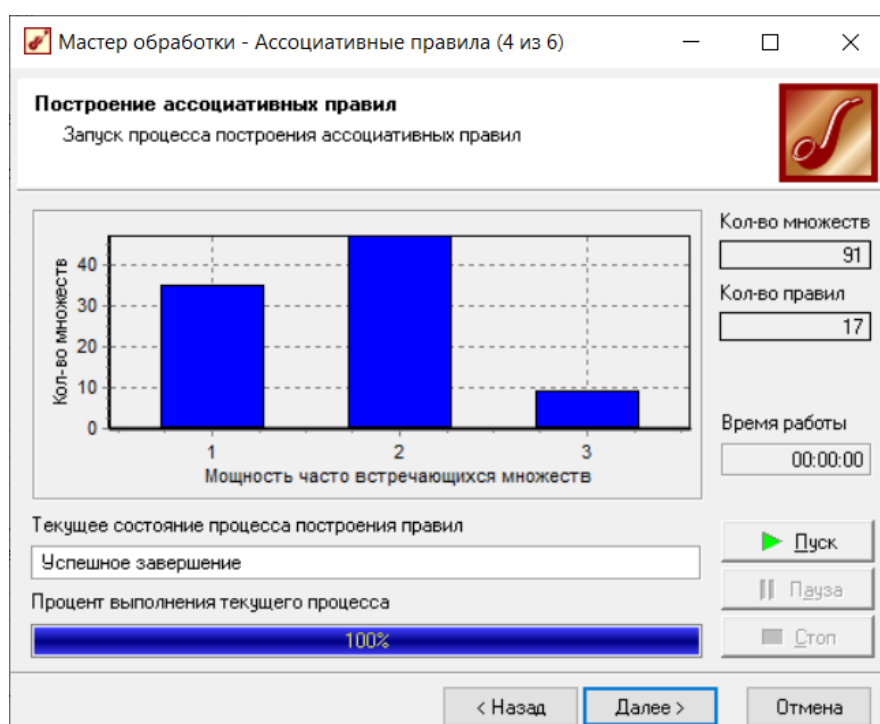 Мастер обработки - Ассоциативные правила (4 из 6)
Построение ассоциативных правил
Запуск процесса построения ассоциативных правил
Кол-во множеств
40
30
20
10
0
1 2 3
Мощность часто встречающихся множеств
Кол-во множеств
91
Кол-во правил
17
Время работы
00:00:00
Текущее состояние процесса построения правил
Успешное завершение
Процент выполнения текущего процесса
100%
Пуск
Пауза
Стоп
< Назад
Далее >
Отмена